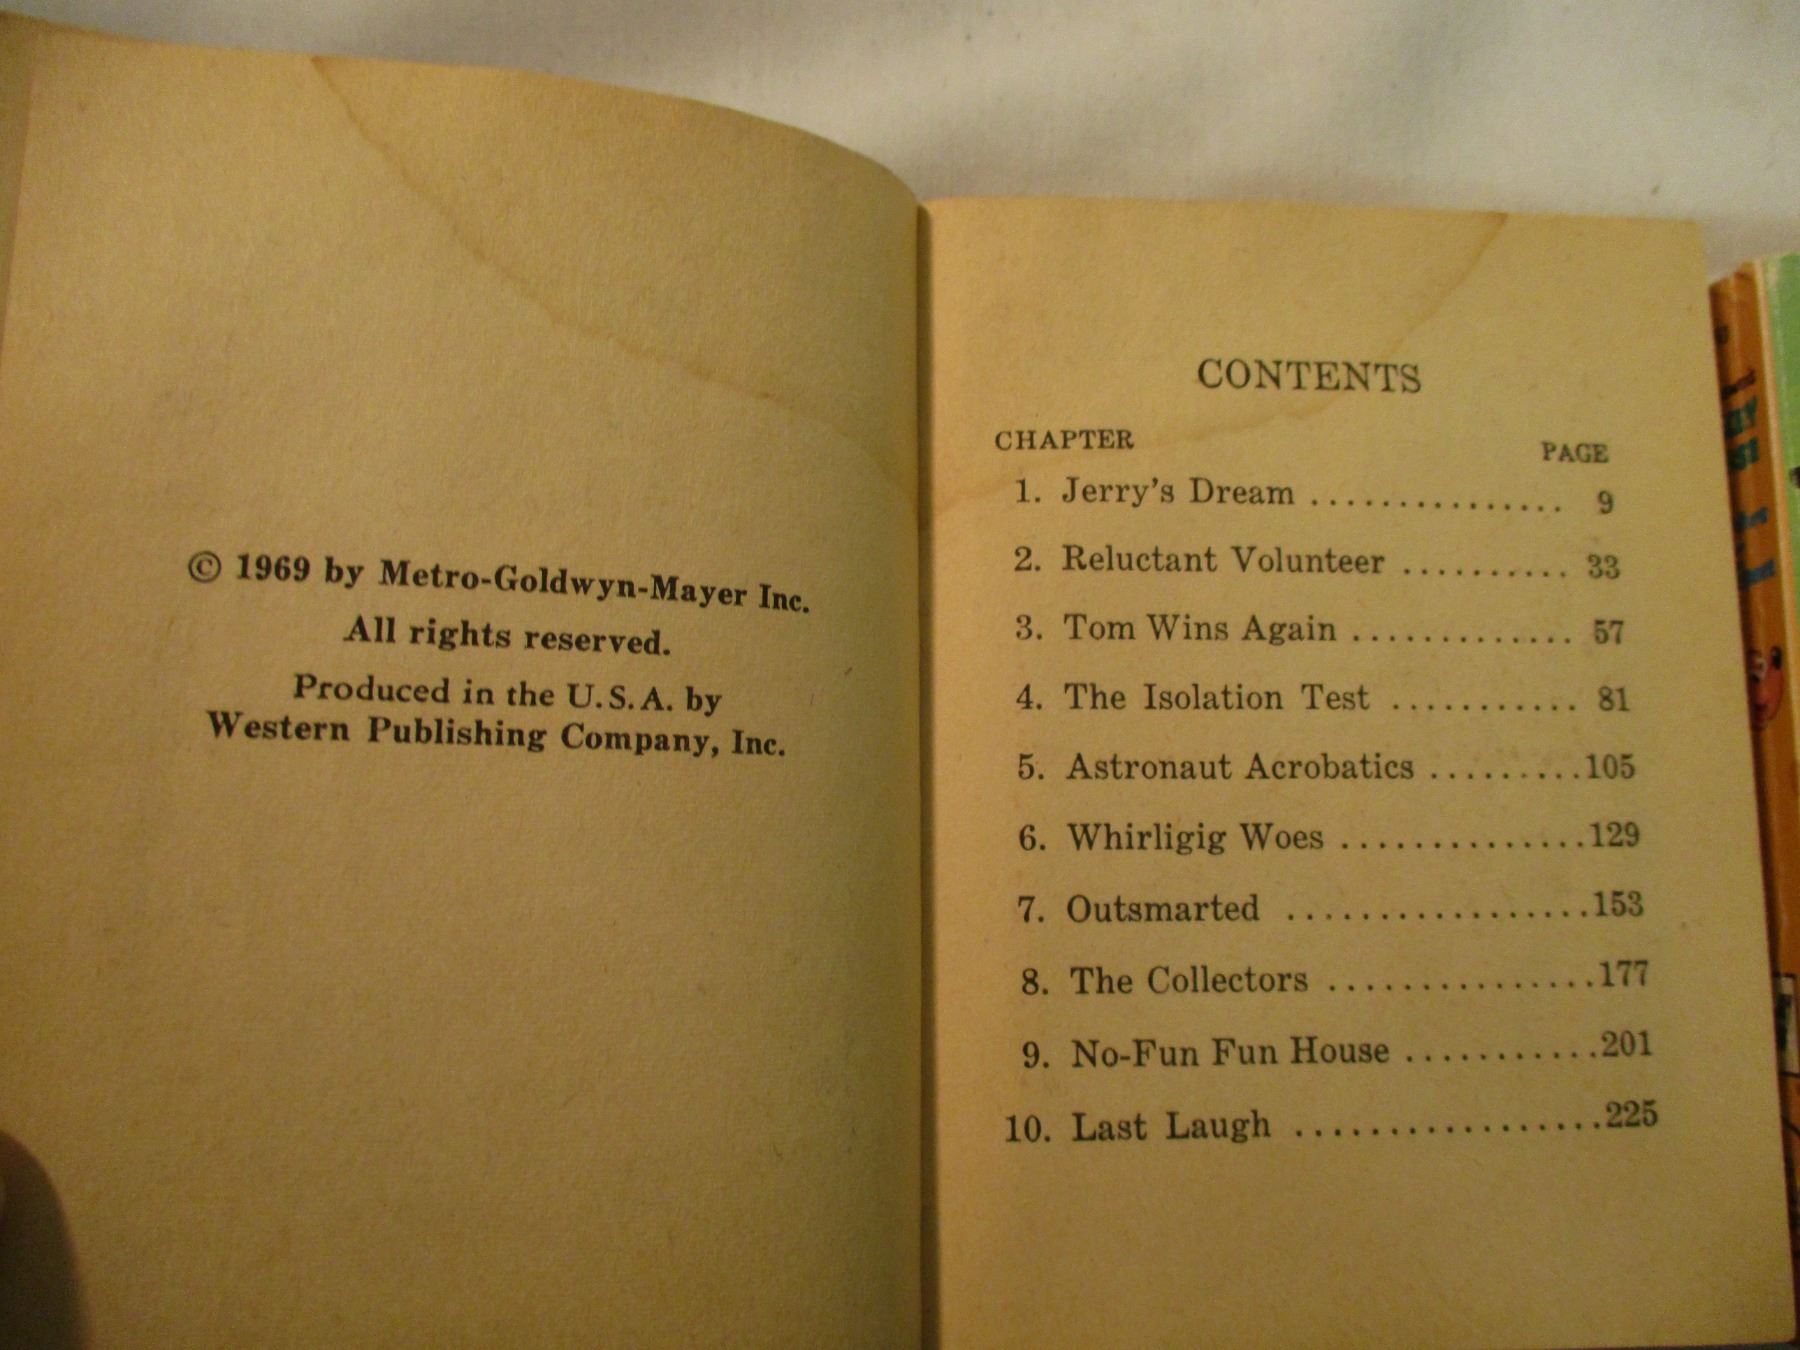 © 1969 by Metro-Goldwyn-Mayer Inc.
All rights reserved.
Produced in the U.S.A. by
Western Publishing Company, Inc.
CONTENTS
CHAPTER PAGE
1. Jerry's Dream ............... 9
2. Reluctant Volunteer .......... 33
3. Tom Wins Again ............. 57
4. The Isolation Test ........... 81
5. Astronaut Acrobatics .........105
6. Whirligig Woes ..............129
7. Outsmarted .................153
8. The Collectors ...............177
9. No-Fun Fun House ...........201
10. Last Laugh .................225